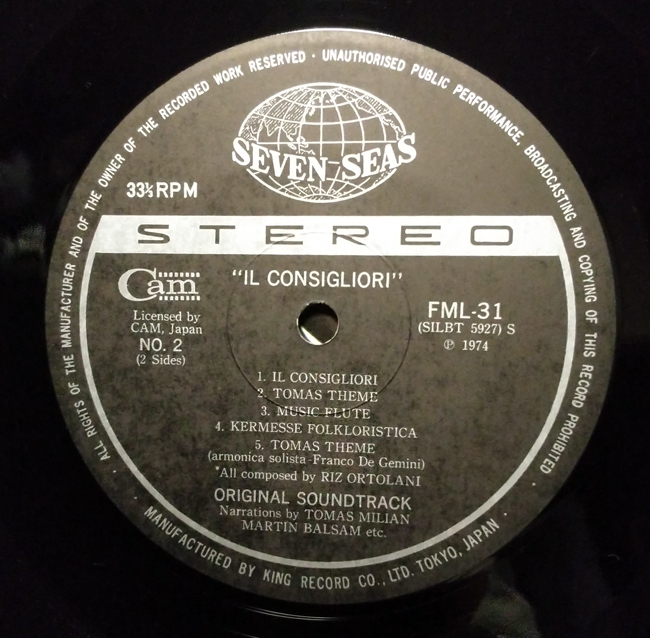 ALL RIGHTS OF THE MANUFACTURER AND OF THE OWNER OF THE RECORDED WORK RESERVED · UNAUTHORISED PUBLIC PERFORMANCE, BROADCASTING AND COPYING OF THIS RECORD PROHIBITED ·
SEVEN SEAS
33⅓ RPM
STEREO
Cam
Licensed by
CAM, Japan
NO. 2
(2 Sides)
"IL CONSIGLIORI"
FML-31
(SILBT 5927) S
℗ 1974
1. IL CONSIGLIORI
2. TOMAS THEME
3. MUSIC FLUTE
4. KERMESSE FOLKLORISTICA
5. TOMAS THEME
(armonica solista-Franco De Gemini)
*All composed by RIZ ORTOLANI
ORIGINAL SOUNDTRACK
Narrations by TOMAS MILIAN
MARTIN BALSAM etc.
· MANUFACTURED BY KING RECORD CO., LTD. TOKYO, JAPAN ·